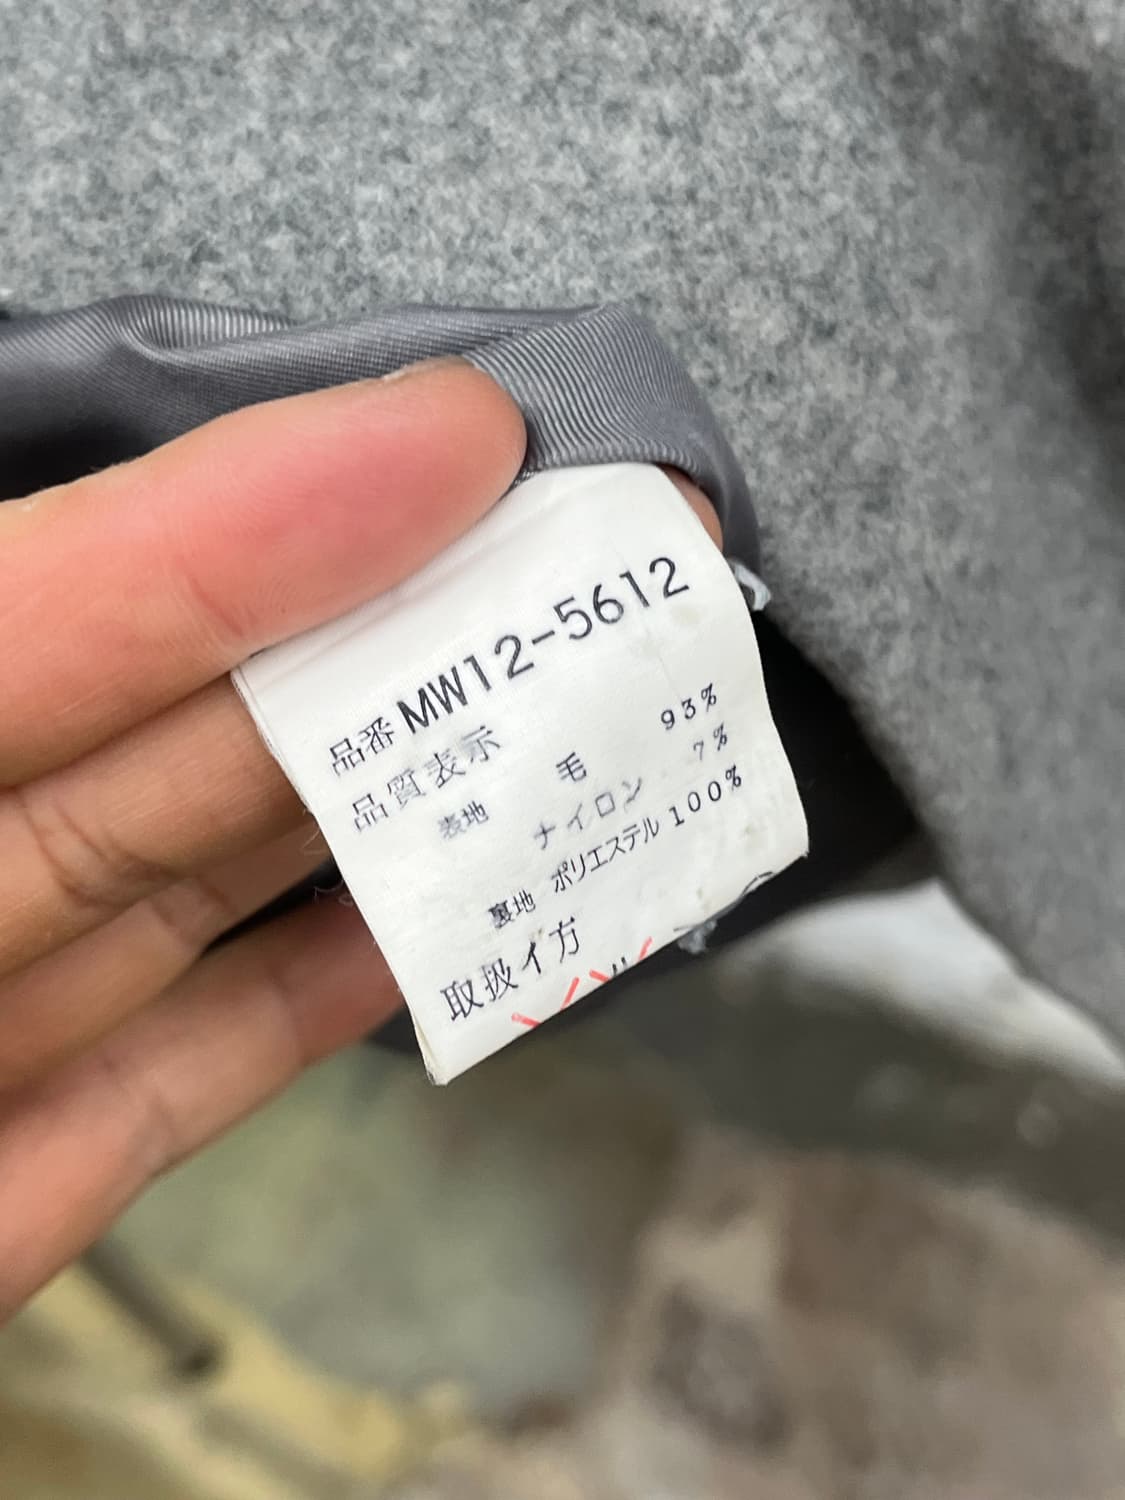 品番 MW12-5612
品質表示
表地 毛 93%
ナイロン 7%
裏地 ポリエステル 100%
取扱イ方